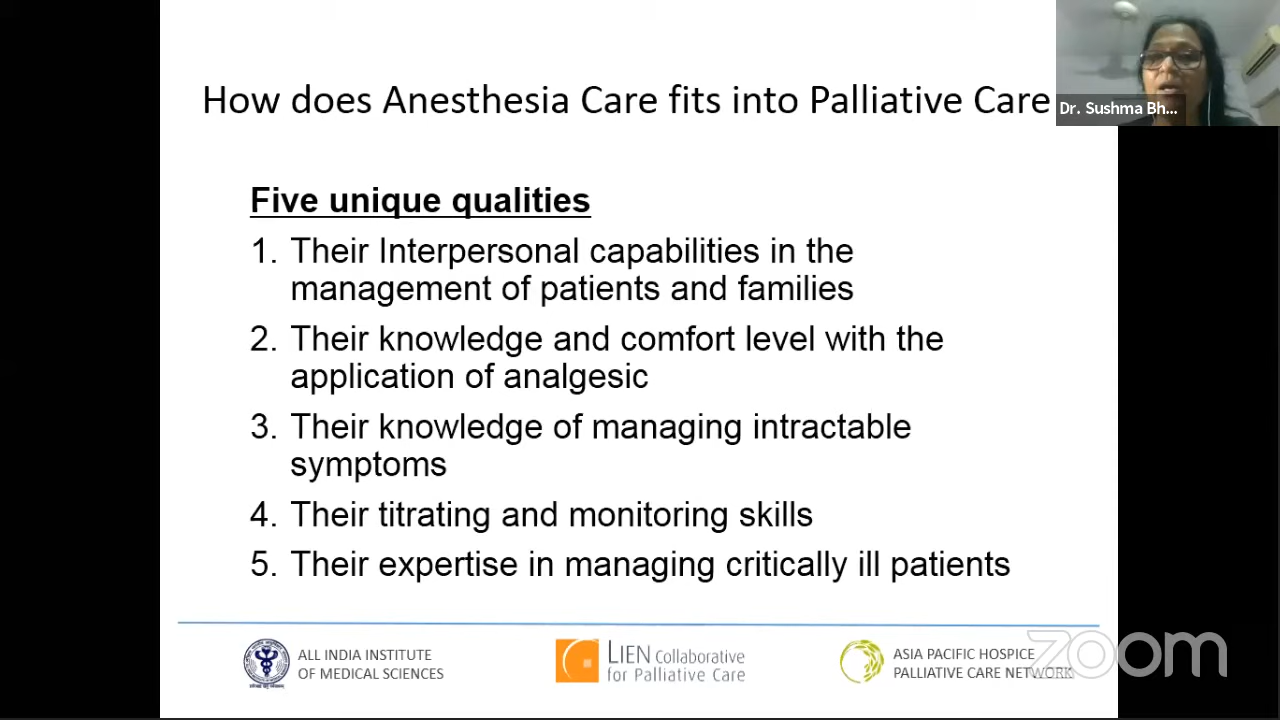 How does Anesthesia Care fits into Palliative Care
Dr. Sushma Bh...
Five unique qualities
1. Their Interpersonal capabilities in the
management of patients and families
2. Their knowledge and comfort level with the
application of analgesic
3. Their knowledge of managing intractable
symptoms
4. Their titrating and monitoring skills
5. Their expertise in managing critically ill patients
ALL INDIA INSTITUTE
OF MEDICAL SCIENCES
LIEN Collaborative
for Palliative Care
ASIA PACIFIC HOSPICE
PALLIATIVE CARE NETWORK
zoom